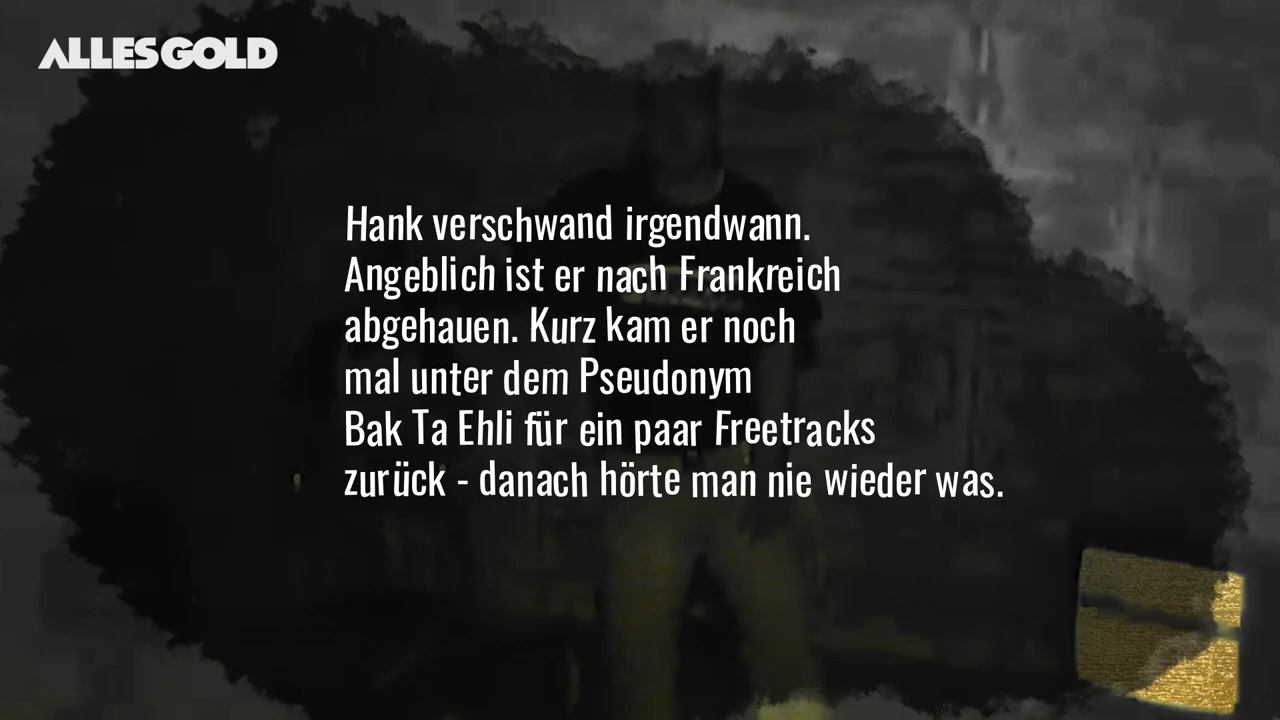 ALLESGOLD
Hank verschwand irgendwann.
Angeblich ist er nach Frankreich
abgehauen. Kurz kam er noch
mal unter dem Pseudonym
Bak Ta Ehli für ein paar Freetracks
zurück - danach hörte man nie wieder was.